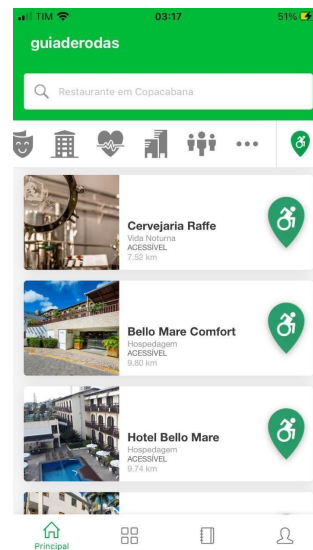 TIM 03:17 51%
guiaderodas
Restaurante em Copacabana
Cervejaria Raffe
Vida Noturna
ACESSÍVEL
7.52 km
Bello Mare Comfort
Hospedagem
ACESSÍVEL
9.80 km
Hotel Bello Mare
Hospedagem
ACESSÍVEL
9.74 km
Principal